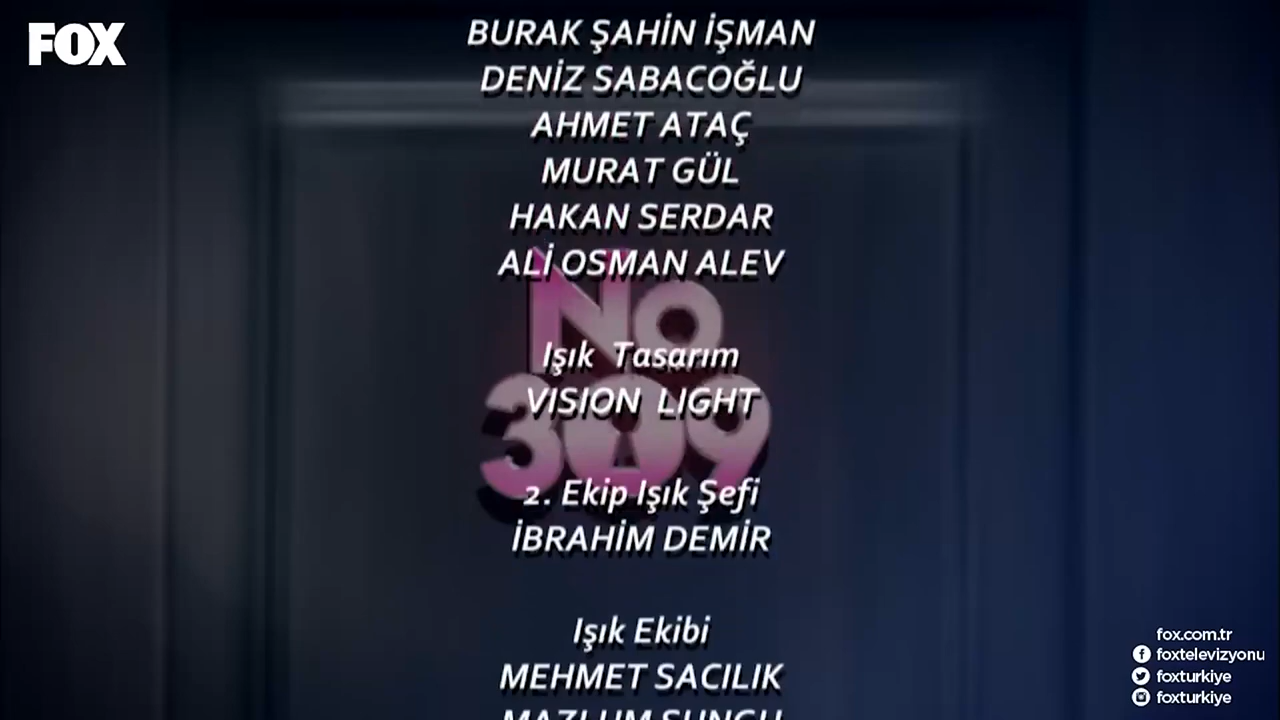 FOX
BURAK ŞAHİN İŞMAN
DENİZ SABACOĞLU
AHMET ATAÇ
MURAT GÜL
HAKAN SERDAR
ALİ OSMAN ALEV
No
309
Işık Tasarım
VISION LIGHT
2. Ekip Işık Şefi
İBRAHİM DEMİR
Işık Ekibi
MEHMET SACILIK
fox.com.tr
foxtelevizyonu
foxturkiye
foxturkiye